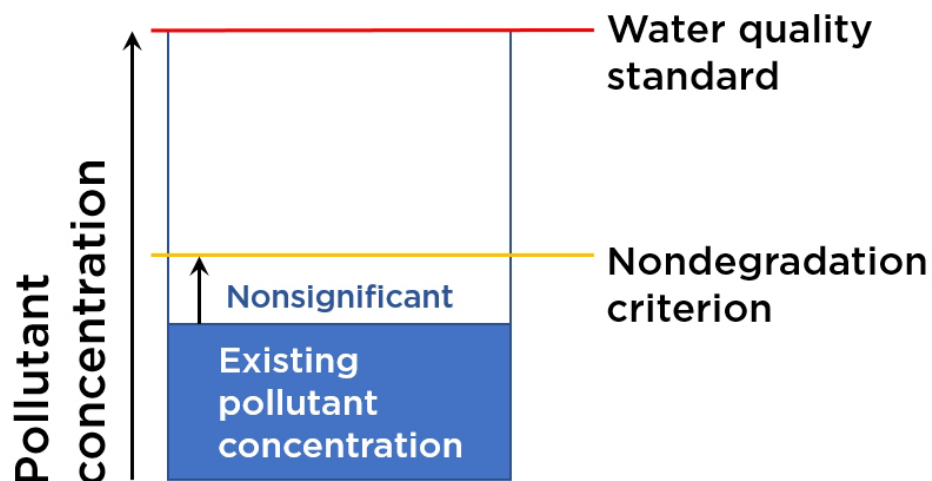 Pollutant
concentration
Water quality
standard
Nondegradation
criterion
Nonsignificant
Existing
pollutant
concentration